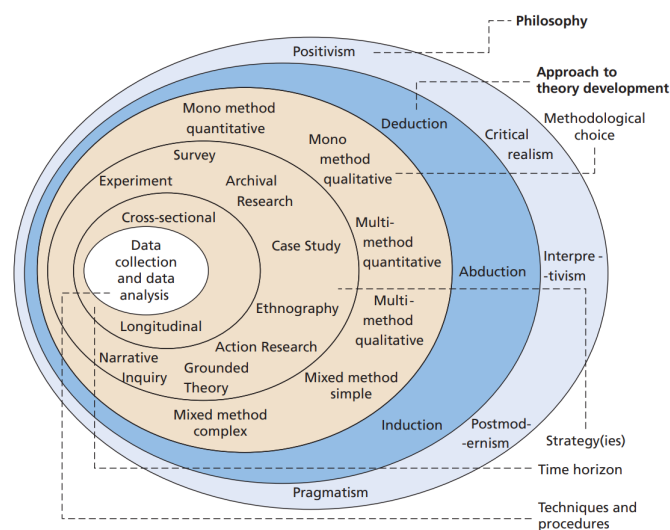 Philosophy
Positivism
Approach to
theory development
Mono method
quantitative
Deduction
Methodological
choice
Critical
realism
Mono
method
qualitative
Survey
Experiment
Archival
Research
Cross-sectional
Multi-
method
quantitative
Data
collection
and data
analysis
Case Study
Abduction
Interpre -
-tivism
Ethnography
Multi-
method
qualitative
Longitudinal
Action Research
Narrative
Inquiry
Grounded
Theory
Mixed method
simple
Mixed method
complex
Induction
Postmod-
-ernism
Strategy(ies)
Time horizon
Pragmatism
Techniques and
procedures